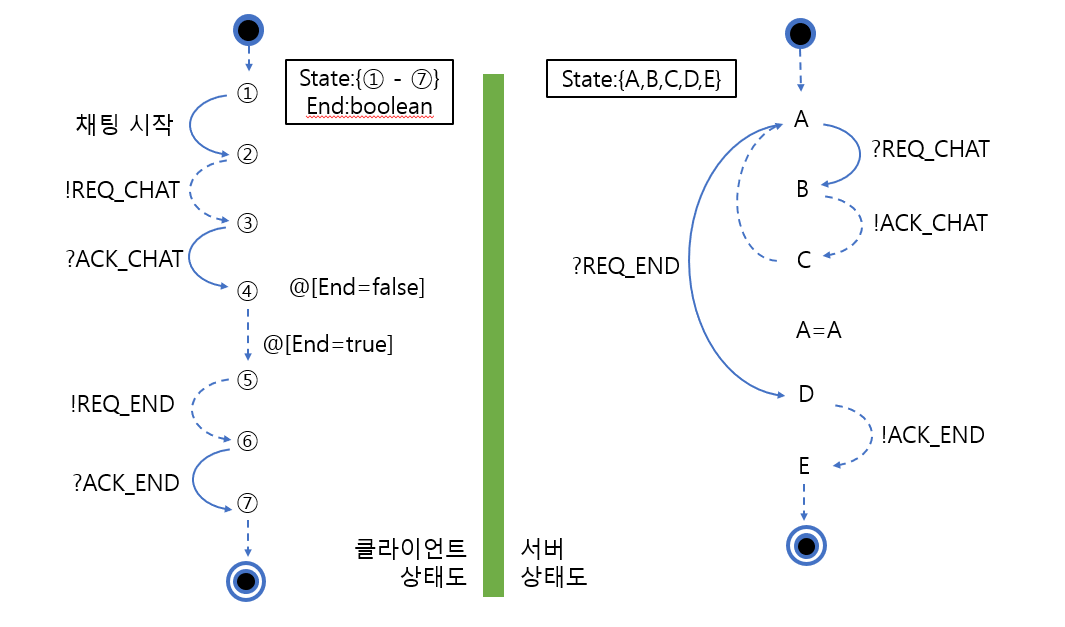 State:{① - ⑦}
End:boolean
①
채팅 시작
②
!REQ_CHAT
③
?ACK_CHAT
④
@[End=false]
@[End=true]
⑤
!REQ_END
⑥
?ACK_END
⑦
클라이언트
상태도
State:{A,B,C,D,E}
A
?REQ_CHAT
B
!ACK_CHAT
C
?REQ_END
A=A
D
!ACK_END
E
서버
상태도